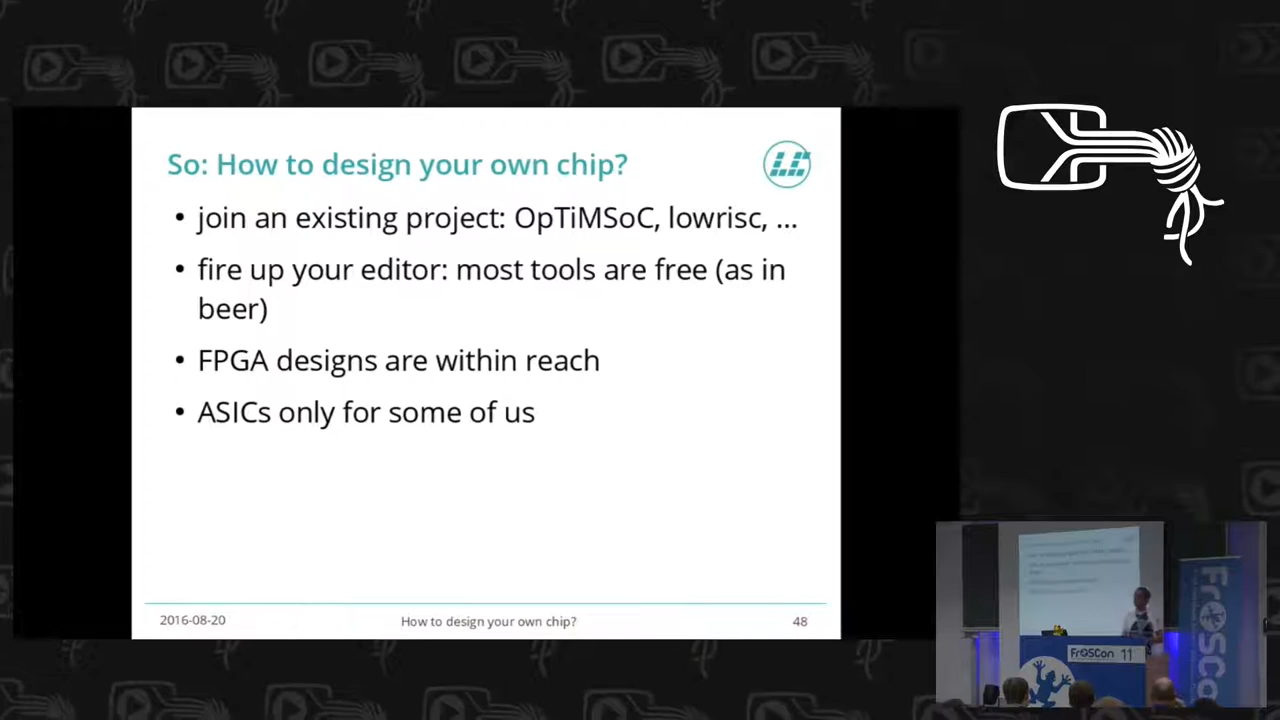 So: How to design your own chip?
• join an existing project: OpTiMSoC, lowrisc, ...
• fire up your editor: most tools are free (as in
beer)
• FPGA designs are within reach
• ASICs only for some of us
2016-08-20
How to design your own chip?
48
FrOSCon 11
FrOSCo